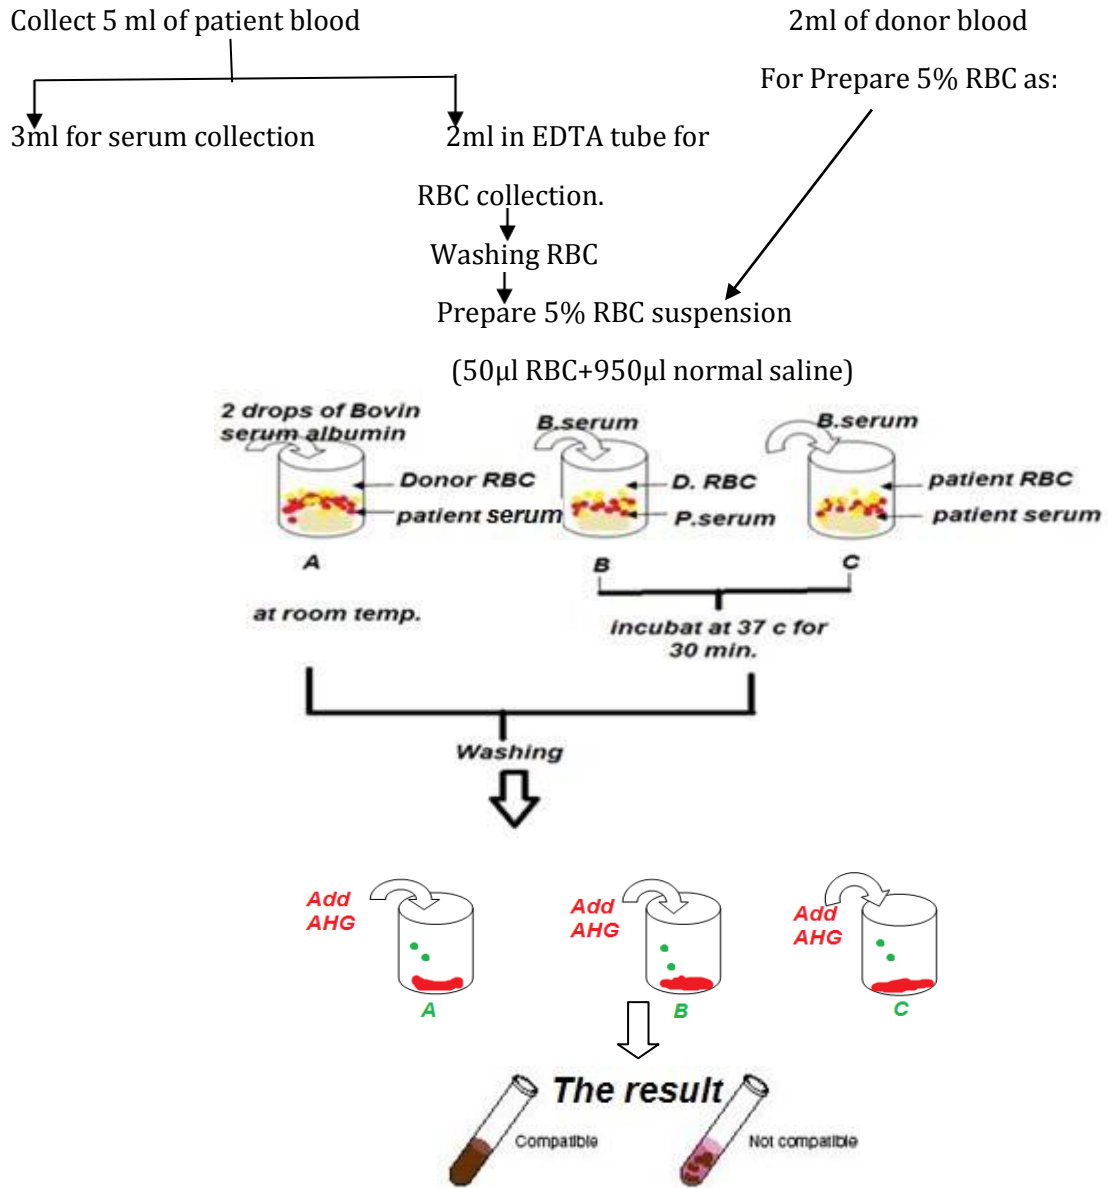 Collect 5 ml of patient blood
2ml of donor blood
For Prepare 5% RBC as:
3ml for serum collection
2ml in EDTA tube for
RBC collection.
Washing RBC
Prepare 5% RBC suspension
(50µl RBC+950µl normal saline)
2 drops of Bovin
serum albumin
B.serum
B.serum
Donor RBC
patient serum
D. RBC
P.serum
patient RBC
patient serum
A
B
C
at room temp.
incubat at 37 c for
30 min.
Washing
Add
AHG
Add
AHG
Add
AHG
A
B
C
The result
Compatible
Not compatible